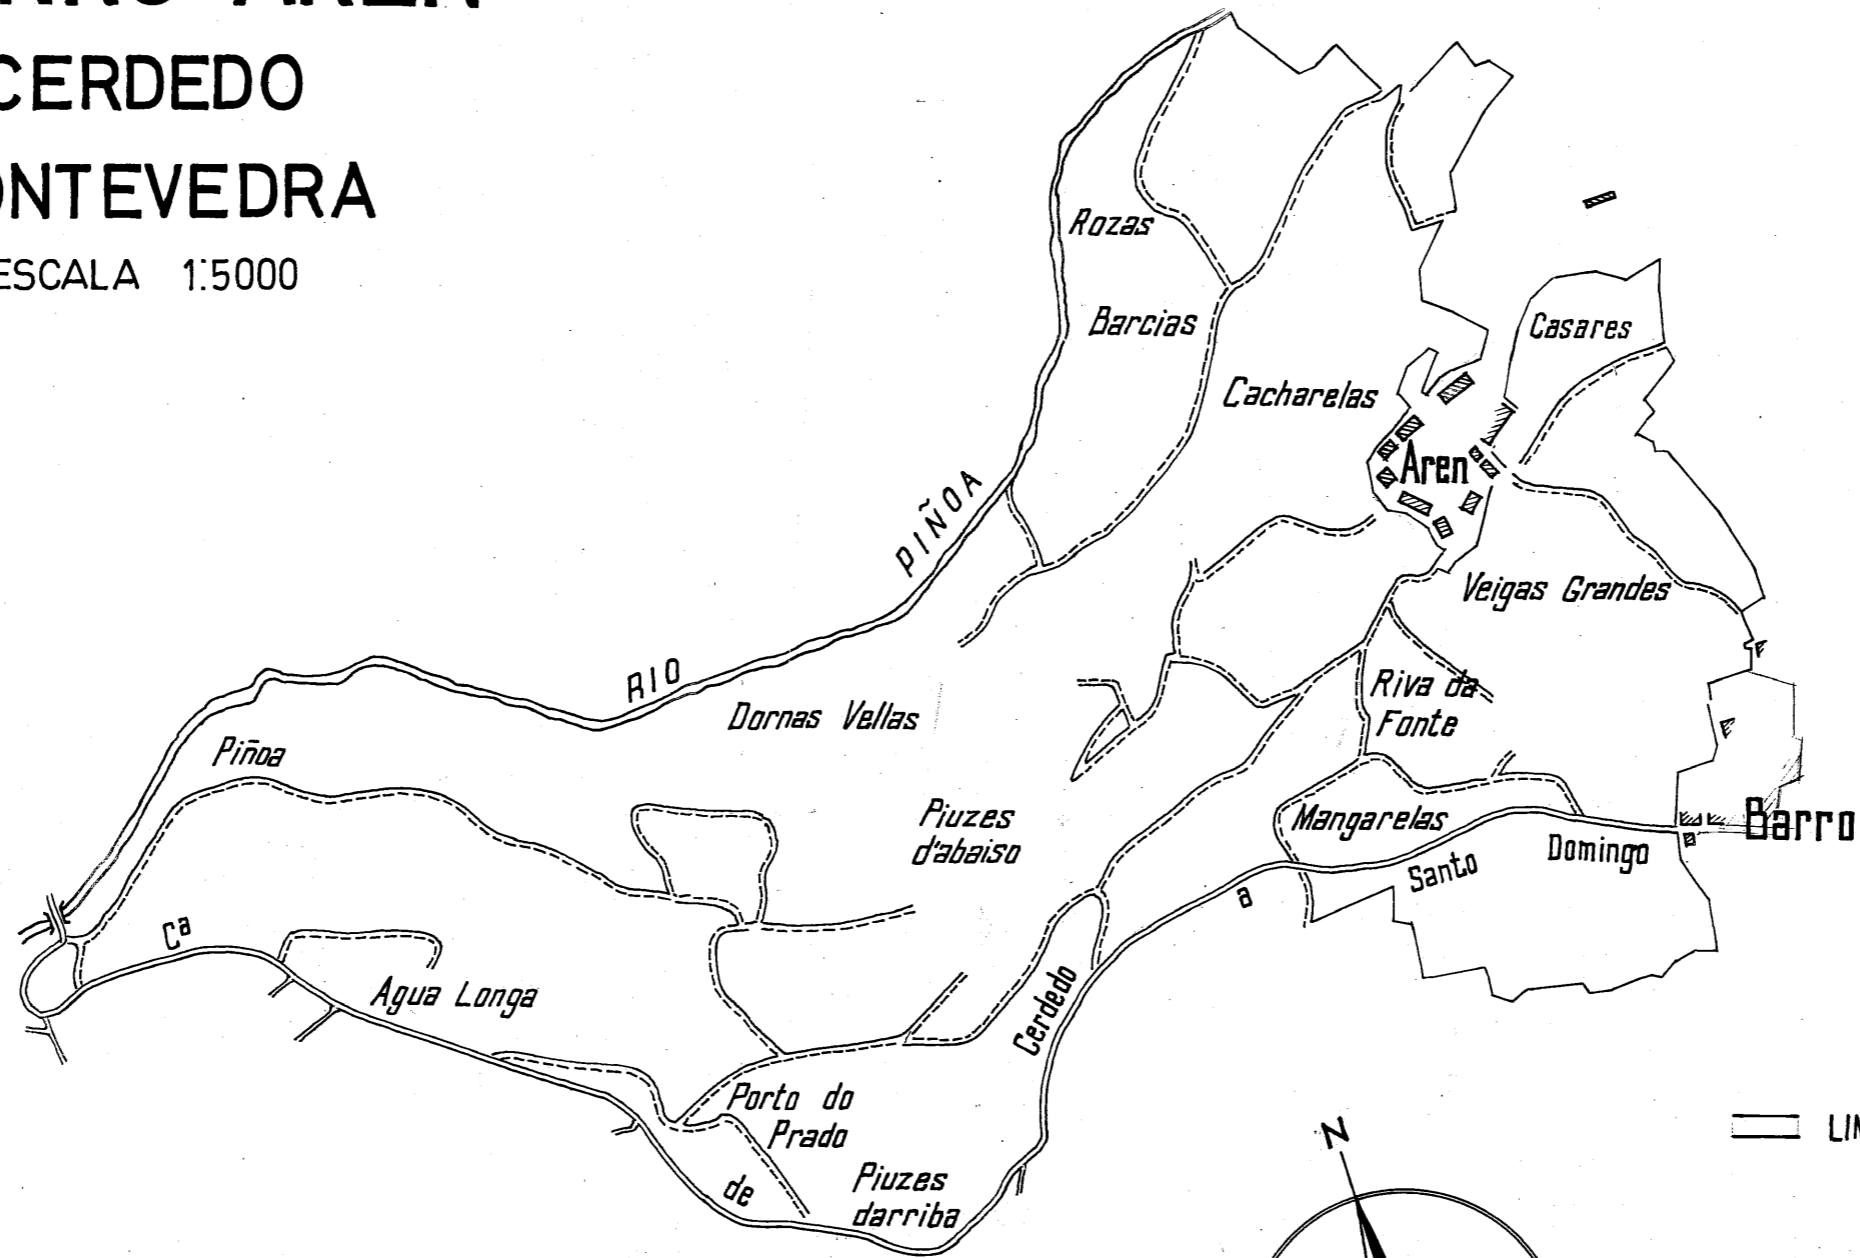 AREN
CERDEDO
ONTEVEDRA
ESCALA 1:5000
Rozas
Barcias
Casares
Cacharelas
Aren
RIO PIÑOA
Veigas Grandes
Riva da
Fonte
Dornas Vellas
Piñoa
Piuzes
d'abaiso
Mangarelas
Barro
Cª de Cerdedo a Santo Domingo
Agua Longa
Porto do
Prado
Piuzes
darriba
N